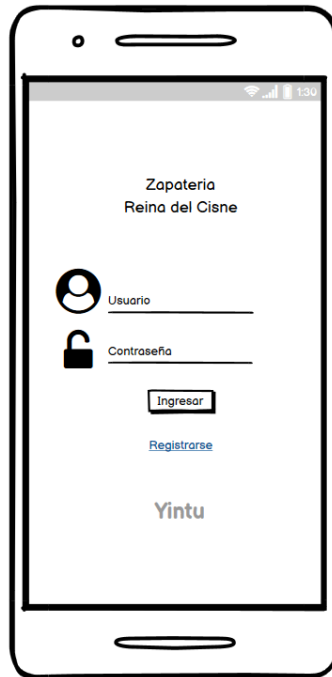 1:30
Zapateria
Reina del Cisne
Usuario
Contraseña
Ingresar
Registrarse
Yintu